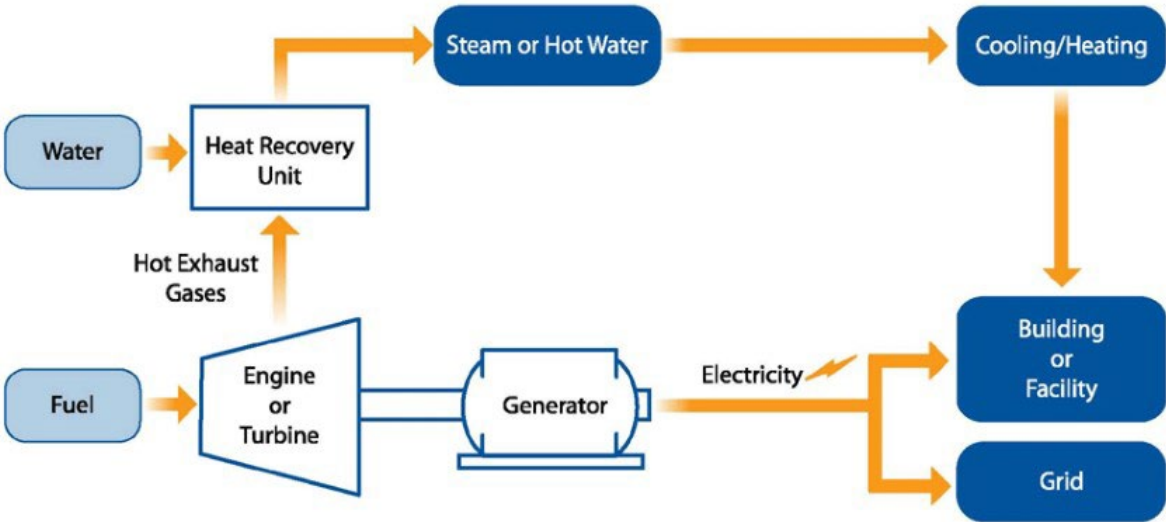 Steam or Hot Water
Cooling/Heating
Water
Heat Recovery
Unit
Hot Exhaust
Gases
Building
or
Facility
Fuel
Engine
or
Turbine
Generator
Electricity
Grid